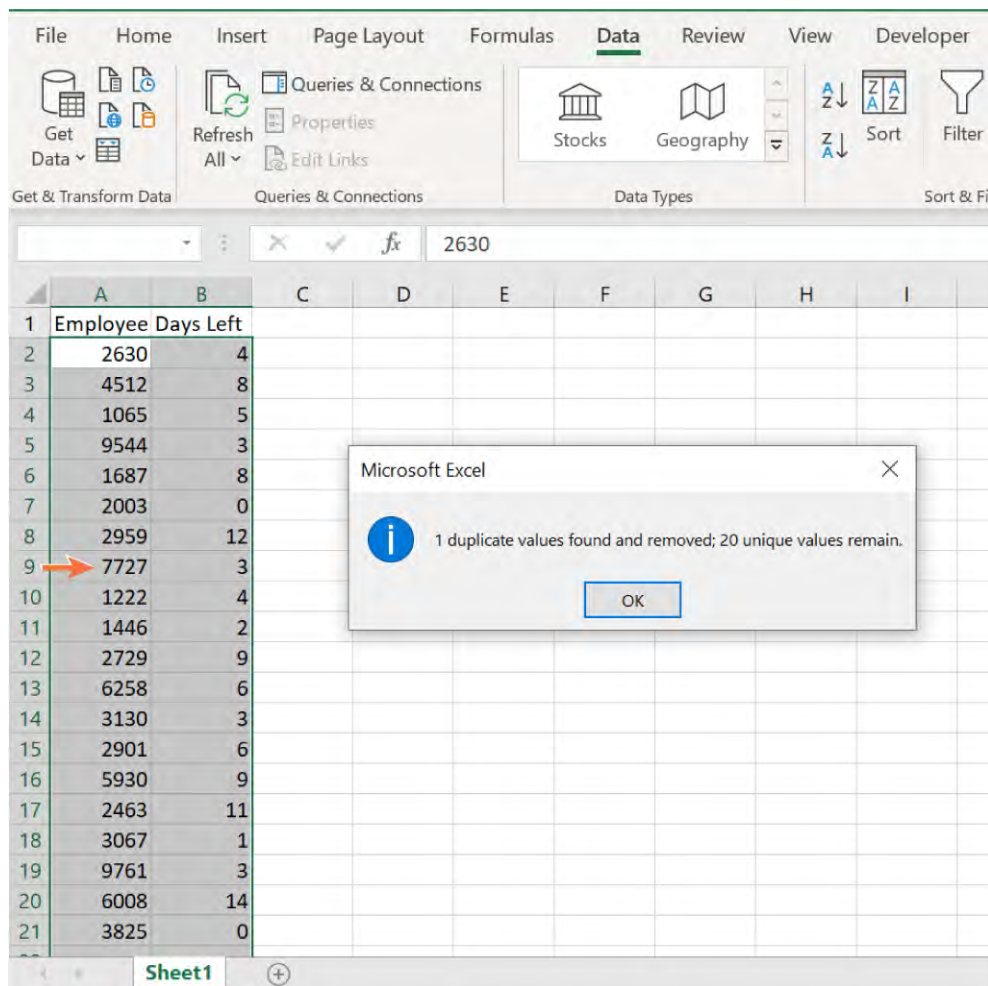 File Home Insert Page Layout Formulas Data Review View Developer
Get Data
Refresh All
Queries & Connections
Properties
Edit Links
Stocks
Geography
A Z
Z A
Z A A Z
Sort
Filter
Get & Transform Data
Queries & Connections
Data Types
Sort & Fi
fx 2630
A B C D E F G H I
1 Employee Days Left
2 2630 4
3 4512 8
4 1065 5
5 9544 3
6 1687 8
7 2003 0
8 2959 12
9 7727 3
10 1222 4
11 1446 2
12 2729 9
13 6258 6
14 3130 3
15 2901 6
16 5930 9
17 2463 11
18 3067 1
19 9761 3
20 6008 14
21 3825 0
Microsoft Excel
i 1 duplicate values found and removed; 20 unique values remain.
OK
Sheet1